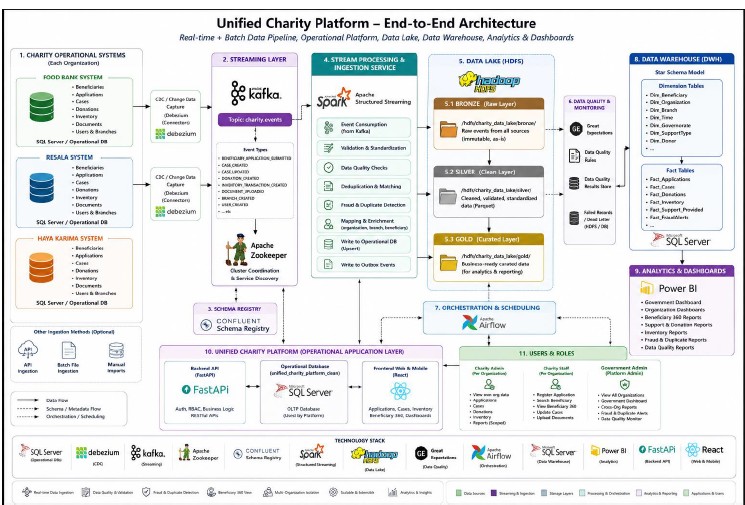 Unified Charity Platform – End-to-End Architecture
Real-time + Batch Data Pipeline, Operational Platform, Data Lake, Data Warehouse, Analytics & Dashboards
1. CHARITY OPERATIONAL SYSTEMS
(Each Organization)
FOOD BANK SYSTEM
• Beneficiaries
• Applications
• Cases
• Donations
• Inventory
• Documents
• Users & Branches
SQL Server / Operational DB
RESALA SYSTEM
• Beneficiaries
• Applications
• Cases
• Donations
• Inventory
• Documents
• Users & Branches
SQL Server / Operational DB
HAYA KARIMA SYSTEM
• Beneficiaries
• Applications
• Cases
• Donations
• Inventory
• Documents
• Users & Branches
SQL Server / Operational DB
Other Ingestion Methods (Optional)
API
API
Ingestion
Batch File
Ingestion
Manual
Imports
Data Flow
Schema / Metadata Flow
Orchestration / Scheduling
CDC / Change Data
Capture
(Debezium
Connectors)
debezium
CDC / Change Data
Capture
(Debezium
Connectors)
debezium
2. STREAMING LAYER
kafka.
Topic: charity.events
Event Types
• BENEFICIARY_APPLICATION_SUBMITTED
• CASE_CREATED
• CASE_UPDATED
• DONATION_CREATED
• INVENTORY_TRANSACTION_CREATED
• DOCUMENT_UPLOADED
• BRANCH_CREATED
• USER_CREATED
• ... etc
Apache
Zookeeper
Cluster Coordination
& Service Discovery
3. SCHEMA REGISTRY
CONFLUENT
Schema Registry
4. STREAM PROCESSING &
INGESTION SERVICE
APACHE
Spark
Apache
Structured Streaming
Event Consumption
(from Kafka)
Validation & Standardization
Data Quality Checks
Deduplication & Matching
Fraud & Duplicate Detection
Mapping & Enrichment
(organization, branch, beneficiary)
Write to Operational DB
(Upsert)
Write to Outbox Events
5. DATA LAKE (HDFS)
hadoop
HDFS
5.1 BRONZE (Raw Layer)
/hdfs/charity_data_lake/bronze/
Raw events from all sources
(immutable, as-is)
5.2 SILVER (Clean Layer)
/hdfs/charity_data_lake/silver/
Cleaned, validated, standardized
data (Parquet)
5.3 GOLD (Curated Layer)
/hdfs/charity_data_lake/gold/
Business-ready curated data
(for analytics & reporting)
6. DATA QUALITY &
MONITORING
GE
Great
Expectations
Data Quality
Rules
Data Quality
Results Store
Failed Records
/ Dead Letter
(HDFS / DB)
7. ORCHESTRATION & SCHEDULING
Apache
Airflow
8. DATA WAREHOUSE (DWH)
Star Schema Model
Dimension Tables
• Dim_Beneficiary
• Dim_Organization
• Dim_Branch
• Dim_Time
• Dim_Governorate
• Dim_SupportType
• Dim_Donor
• ...
Fact Tables
• Fact_Applications
• Fact_Cases
• Fact_Donations
• Fact_Inventory
• Fact_Support_Provided
• Fact_FraudAlerts
• ...
Microsoft
SQL Server
9. ANALYTICS & DASHBOARDS
Power BI
• Government Dashboard
• Organization Dashboards
• Beneficiary 360 Reports
• Support & Donation Reports
• Inventory Reports
• Fraud & Duplicate Reports
• Data Quality Reports
10. UNIFIED CHARITY PLATFORM (OPERATIONAL APPLICATION LAYER)
Backend API
(FastAPI)
FastAPI
Auth, RBAC, Business Logic
RESTful APIs
Operational Database
(unified_charity_platform_clean)
SQL Server
OLTP Database
(Used by Platform)
Frontend Web & Mobile
(React)
Applications, Cases, Inventory
Beneficiary 360, Dashboards
11. USERS & ROLES
Charity Admin
(Per Organization)
• View own org data
• Applications
• Cases
• Donations
• Inventory
• Reports (Scoped)
Charity Staff
(Per Organization)
• Register Application
• Search Beneficiary
• View Beneficiary 360
• Update Cases
• Upload Documents
Government Admin
(Platform Admin)
• View All Organizations
• Government Dashboard
• Cross-Org Reports
• Fraud & Duplicate Alerts
• Data Quality Monitor
TECHNOLOGY STACK
SQL Server
(Operational DBs)
debezium
(CDC)
kafka.
(Streaming)
Apache
Zookeeper
CONFLUENT
Schema Registry
Spark
(Structured Streaming)
hadoop
(Data Lake)
Great
Expectations
(Data Quality)
Apache
Airflow
(Orchestration)
SQL Server
(Data Warehouse)
Power BI
(Analytics)
FastAPI
(Backend API)
React
(Web & Mobile)
Real-time Data Ingestion
Data Quality & Validation
Fraud & Duplicate Detection
Beneficiary 360 View
Multi-Organization Isolation
Scalable & Extensible
Analytics & Insights
Data Sources
Streaming & Ingestion
Storage Layers
Processing & Orchestration
Analytics & Reporting
Applications & Users